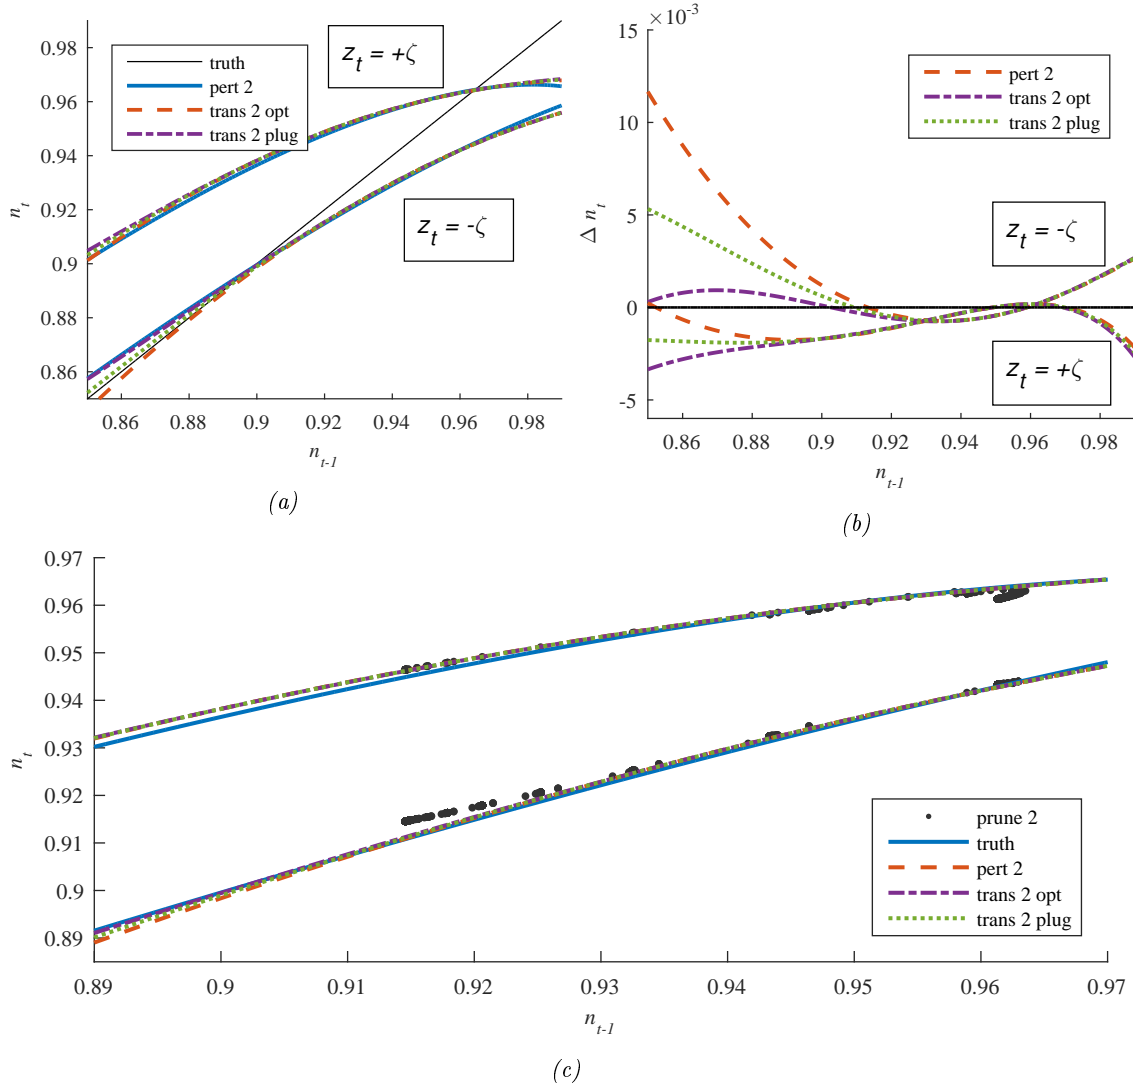 0.98
0.96
0.94
0.92
0.9
0.88
0.86
n_t
truth
pert 2
trans 2 opt
trans 2 plug
z_t = +ζ
z_t = -ζ
0.86 0.88 0.9 0.92 0.94 0.96 0.98
n_{t-1}
(a)
×10^{-3}
15
10
5
0
-5
Δ n_t
pert 2
trans 2 opt
trans 2 plug
z_t = -ζ
z_t = +ζ
0.86 0.88 0.9 0.92 0.94 0.96 0.98
n_{t-1}
(b)
0.97
0.96
0.95
0.94
0.93
0.92
0.91
0.9
0.89
n_t
prune 2
truth
pert 2
trans 2 opt
trans 2 plug
0.89 0.9 0.91 0.92 0.93 0.94 0.95 0.96 0.97
n_{t-1}
(c)